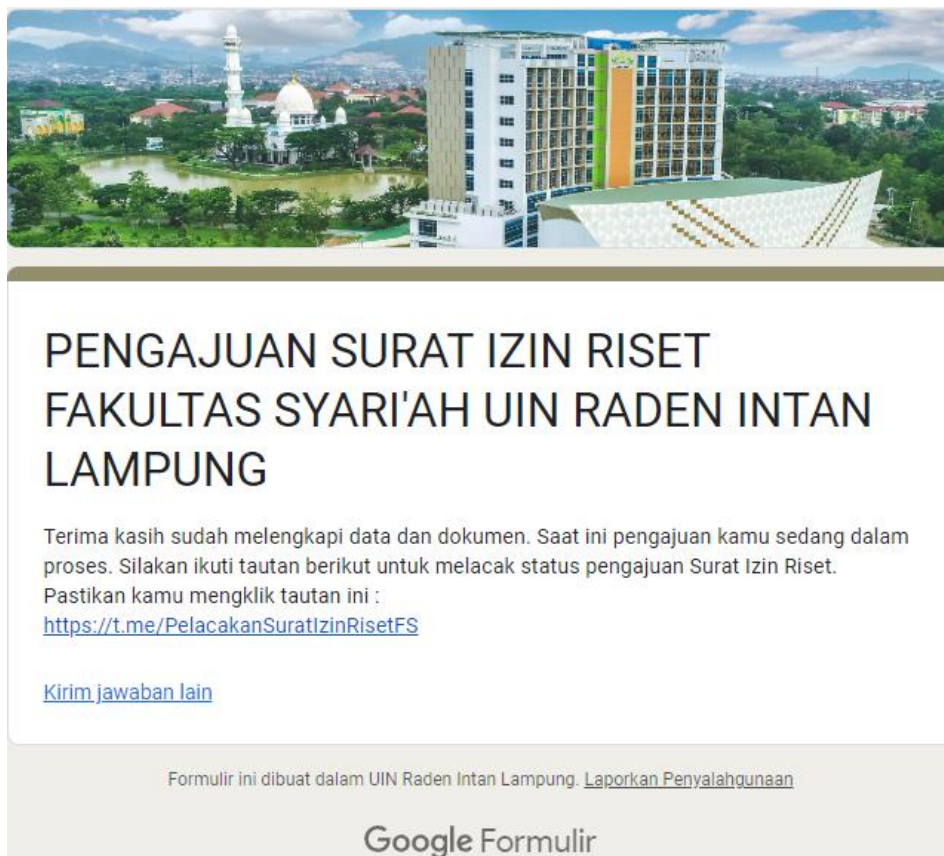 PENGAJUAN SURAT IZIN RISET
FAKULTAS SYARI'AH UIN RADEN INTAN
LAMPUNG
Terima kasih sudah melengkapi data dan dokumen. Saat ini pengajuan kamu sedang dalam
proses. Silakan ikuti tautan berikut untuk melacak status pengajuan Surat Izin Riset.
Pastikan kamu mengklik tautan ini :
https://t.me/PelacakanSuratIzinRisetFS
Kirim jawaban lain
Formulir ini dibuat dalam UIN Raden Intan Lampung. Laporkan Penyalahgunaan
Google Formulir